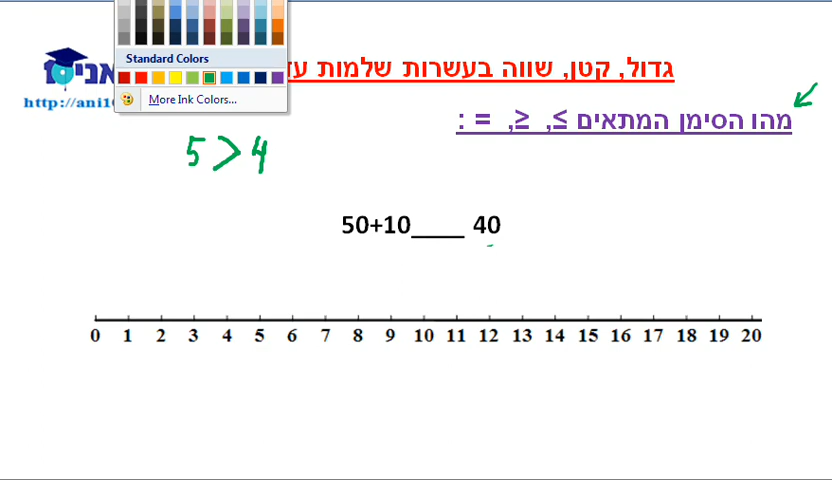 Standard Colors
More Ink Colors...
גדול, קטן, שווה בעשרות שלמות
http://ani1
מהו הסימן המתאים ≥, ≤, = :
5 > 4
50+10____ 40
0 1 2 3 4 5 6 7 8 9 10 11 12 13 14 15 16 17 18 19 20